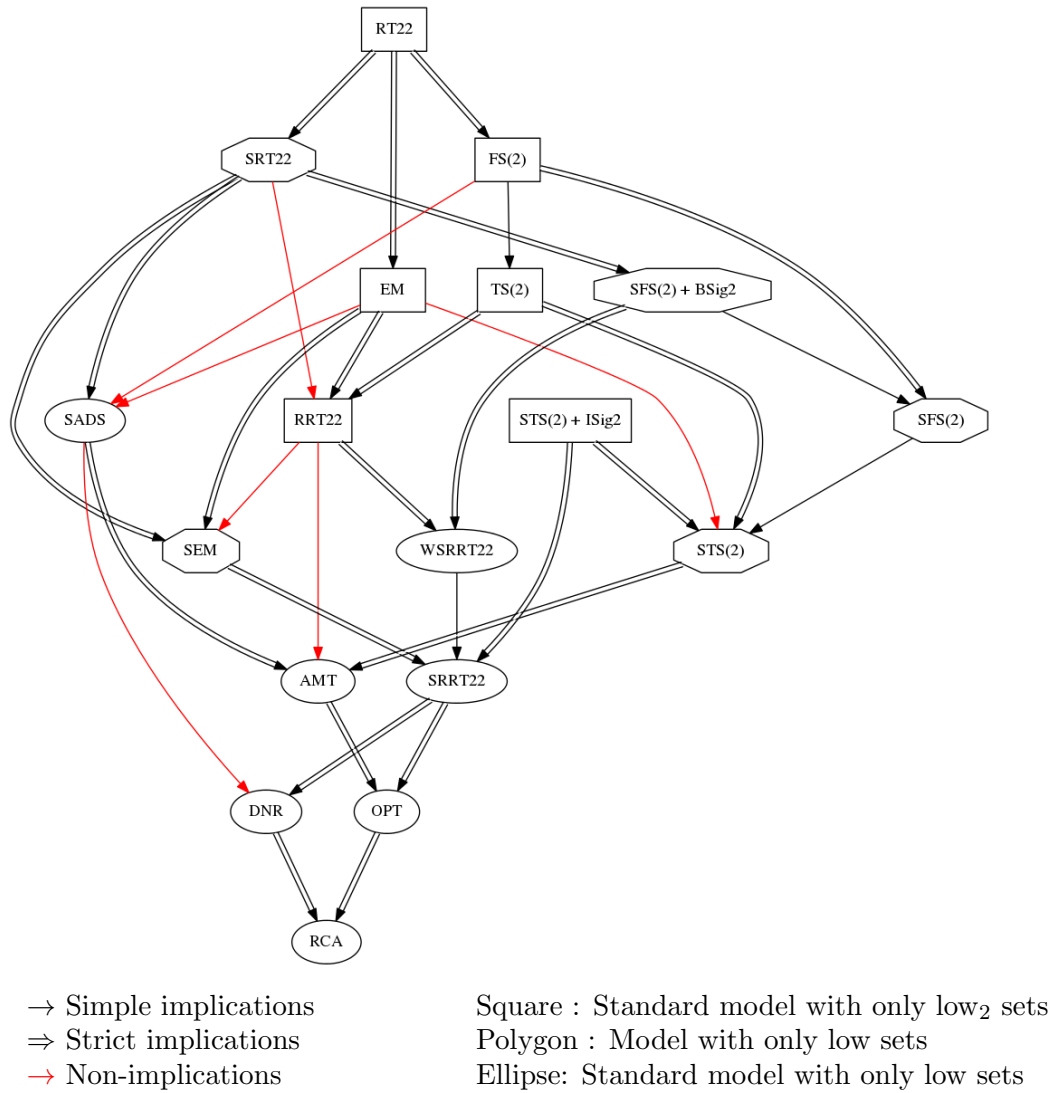 RT22
SRT22
FS(2)
EM
TS(2)
SFS(2) + BSig2
SADS
RRT22
STS(2) + ISig2
SFS(2)
SEM
WSRRT22
STS(2)
AMT
SRRT22
DNR
OPT
RCA
→ Simple implications
⇒ Strict implications
→ Non-implications
Square : Standard model with only low₂ sets
Polygon : Model with only low sets
Ellipse: Standard model with only low sets